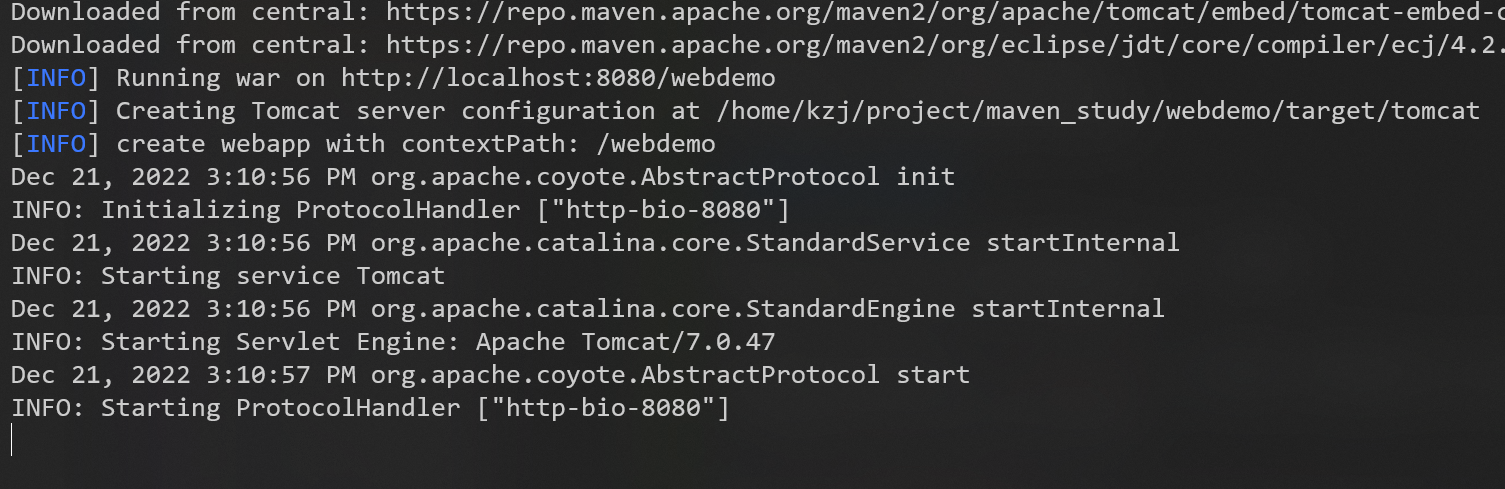 Downloaded from central: https://repo.maven.apache.org/maven2/org/apache/tomcat/embed/tomcat-embed-
Downloaded from central: https://repo.maven.apache.org/maven2/org/eclipse/jdt/core/compiler/ecj/4.2.
[INFO] Running war on http://localhost:8080/webdemo
[INFO] Creating Tomcat server configuration at /home/kzj/project/maven_study/webdemo/target/tomcat
[INFO] create webapp with contextPath: /webdemo
Dec 21, 2022 3:10:56 PM org.apache.coyote.AbstractProtocol init
INFO: Initializing ProtocolHandler ["http-bio-8080"]
Dec 21, 2022 3:10:56 PM org.apache.catalina.core.StandardService startInternal
INFO: Starting service Tomcat
Dec 21, 2022 3:10:56 PM org.apache.catalina.core.StandardEngine startInternal
INFO: Starting Servlet Engine: Apache Tomcat/7.0.47
Dec 21, 2022 3:10:57 PM org.apache.coyote.AbstractProtocol start
INFO: Starting ProtocolHandler ["http-bio-8080"]